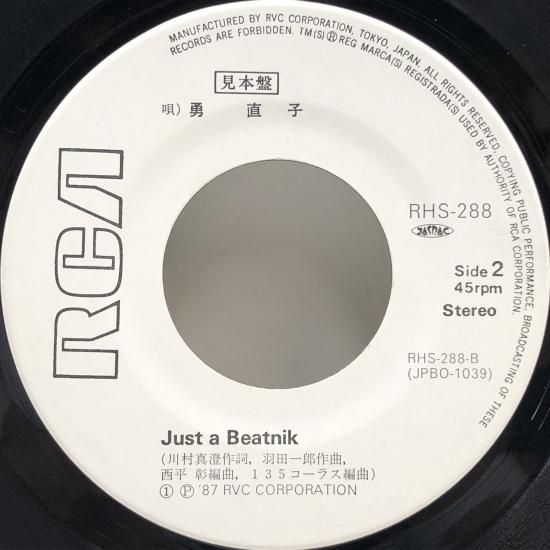 MANUFACTURED BY RVC CORPORATION, TOKYO, JAPAN. ALL RIGHTS RESERVED. COPYING PUBLIC PERFORMANCE, BROADCASTING OF THESE
RECORDS ARE FORBIDDEN. TM(S) ® REG MARCA(S) REGISTRADA(S) USED BY AUTHORITY OF RCA CORPORATION.
見本盤
唄) 勇 直 子
RCA
RHS-288
JASRAC
Side 2
45rpm
Stereo
RHS-288-B
(JPBO-1039)
Just a Beatnik
(川村真澄作詞, 羽田一郎作曲,
西平 彰編曲, 135コーラス編曲)
① Ⓟ '87 RVC CORPORATION